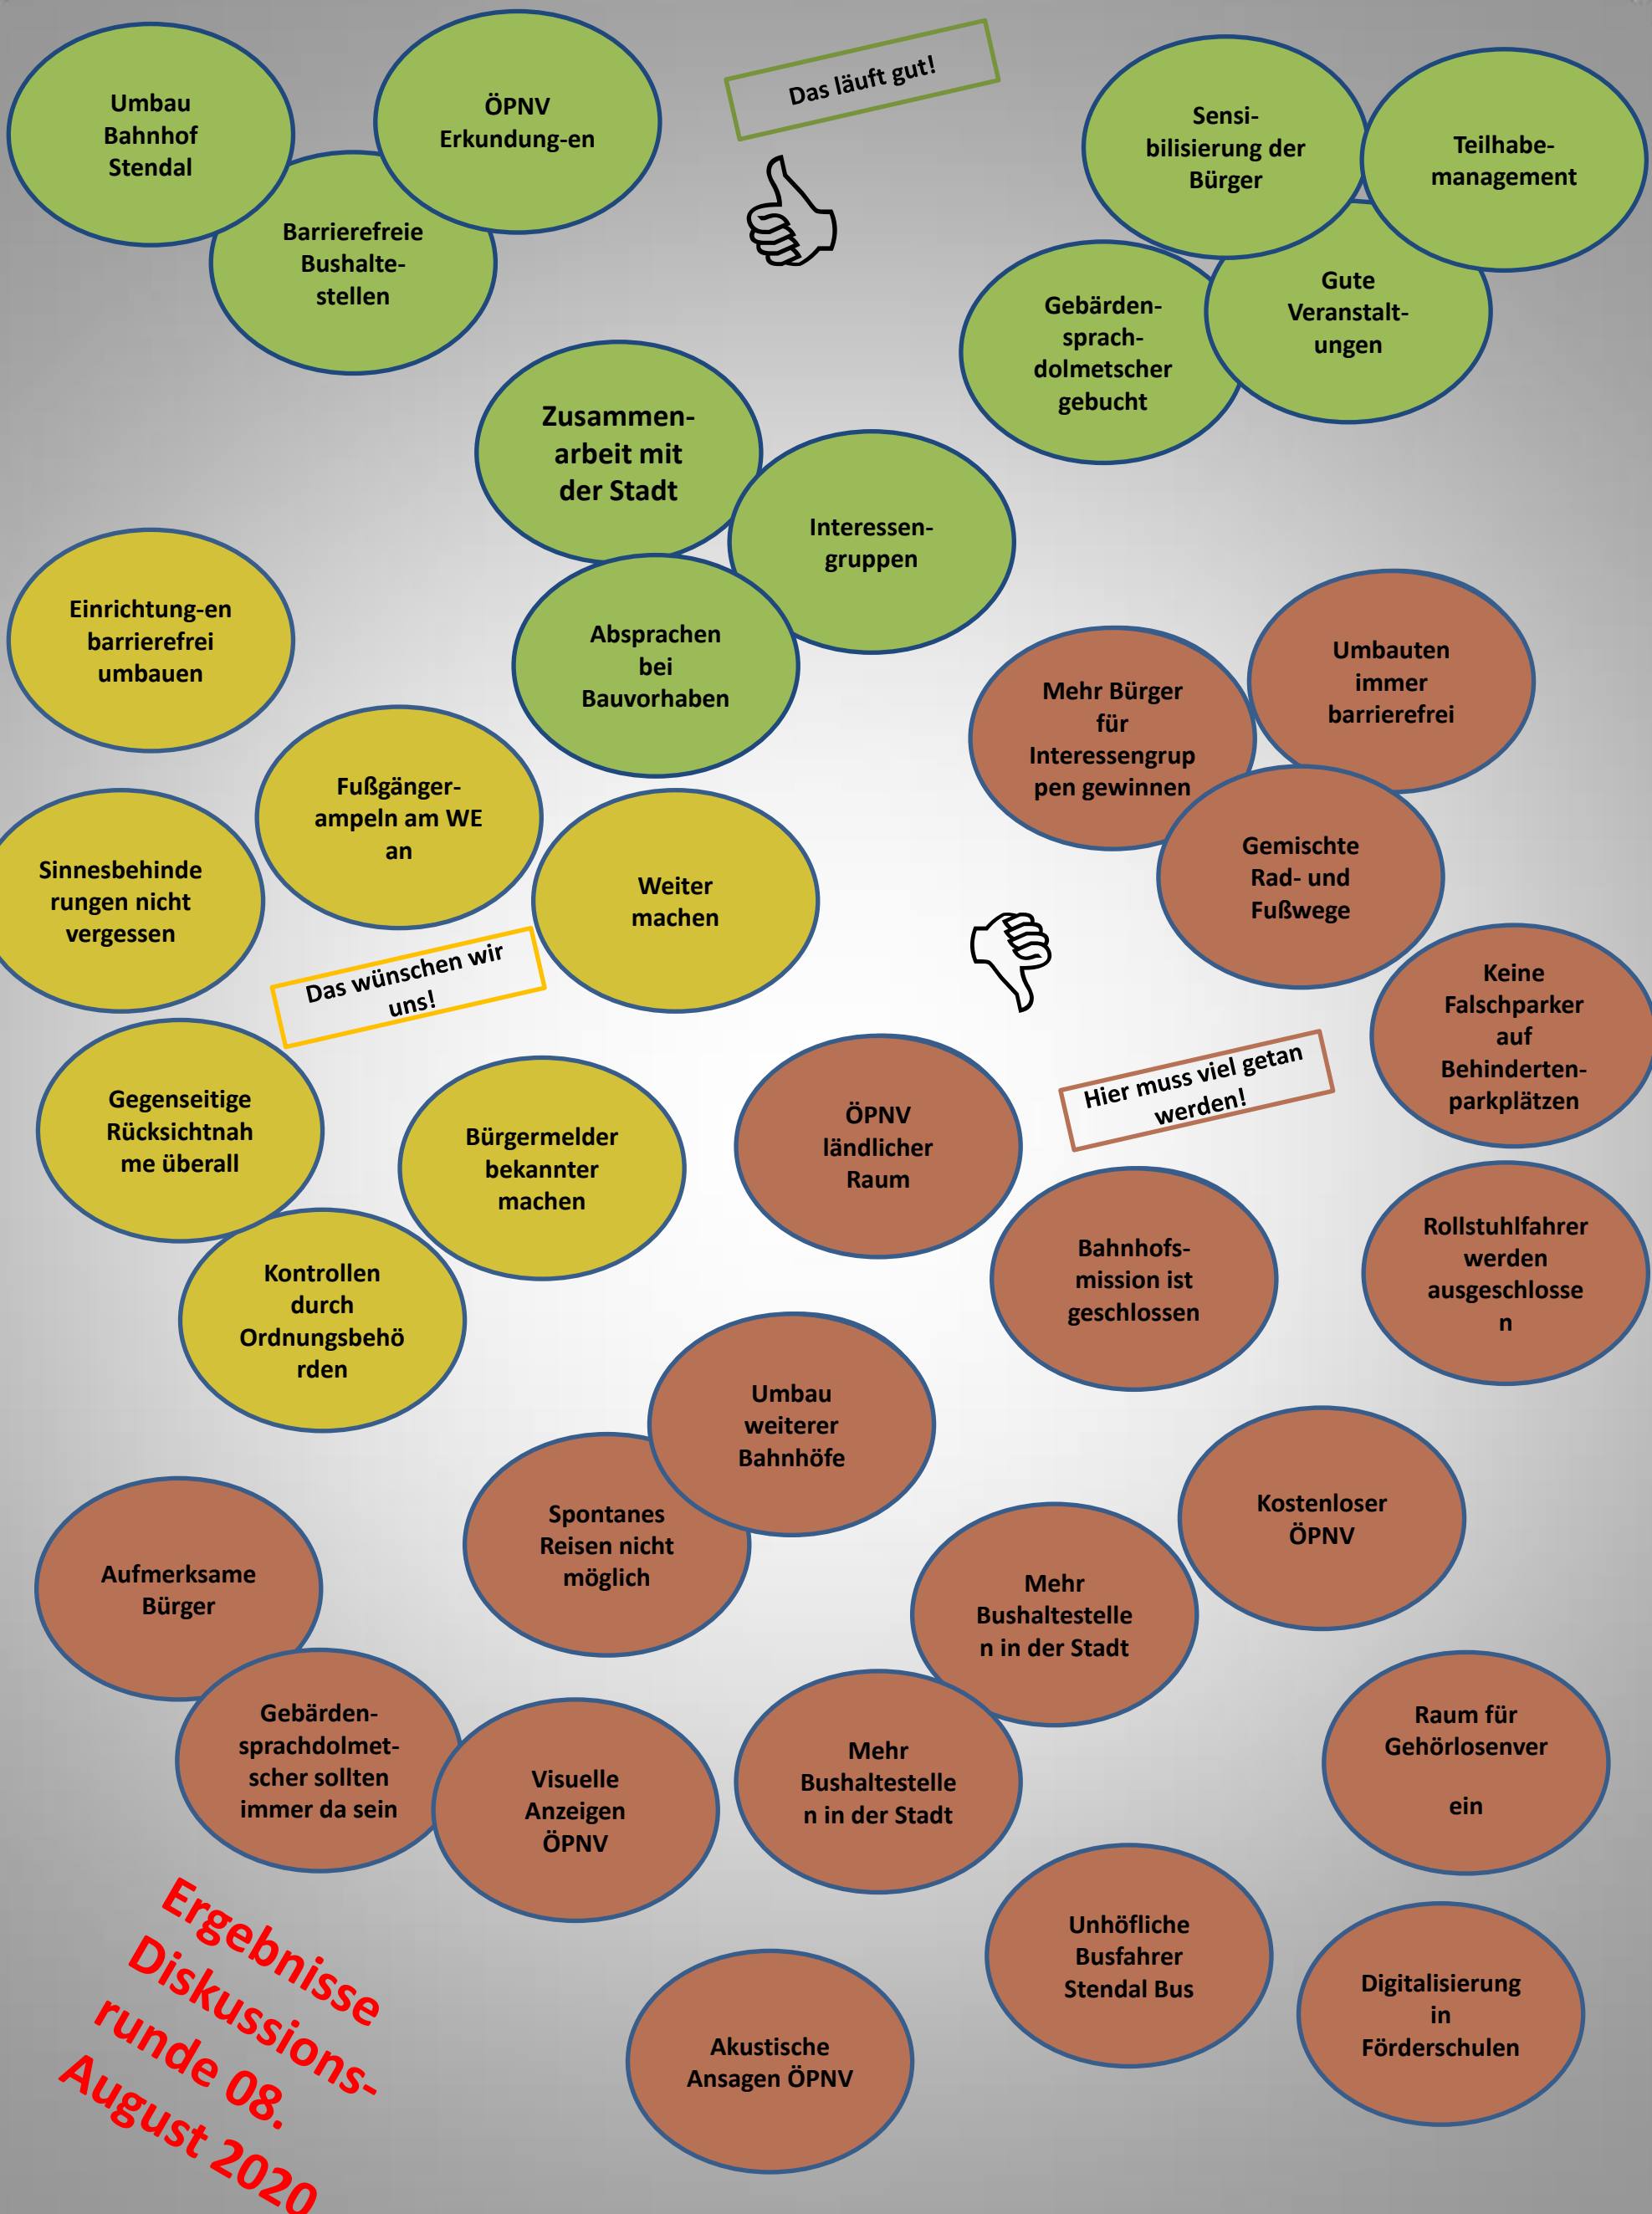 Umbau
Bahnhof
Stendal
ÖPNV
Erkundung-en
Barrierefreie
Bushalte-
stellen
Das läuft gut!
Sensi-
bilisierung der
Bürger
Teilhabe-
management
Gebärden-
sprach-
dolmetscher
gebucht
Gute
Veranstalt-
ungen
Zusammen-
arbeit mit
der Stadt
Interessen-
gruppen
Absprachen
bei
Bauvorhaben
Einrichtung-en
barrierefrei
umbauen
Fußgänger-
ampeln am WE
an
Sinnesbehinde
rungen nicht
vergessen
Weiter
machen
Das wünschen wir
uns!
Gegenseitige
Rücksichtnah
me überall
Bürgermelder
bekannter
machen
Kontrollen
durch
Ordnungsbehö
rden
Mehr Bürger
für
Interessengrup
pen gewinnen
Umbauten
immer
barrierefrei
Gemischte
Rad- und
Fußwege
Keine
Falschparker
auf
Behinderten-
parkplätzen
Hier muss viel getan
werden!
ÖPNV
ländlicher
Raum
Bahnhofs-
mission ist
geschlossen
Rollstuhlfahrer
werden
ausgeschlosse
n
Umbau
weiterer
Bahnhöfe
Spontanes
Reisen nicht
möglich
Kostenloser
ÖPNV
Mehr
Bushaltestelle
n in der Stadt
Aufmerksame
Bürger
Gebärden-
sprachdolmet-
scher sollten
immer da sein
Visuelle
Anzeigen
ÖPNV
Mehr
Bushaltestelle
n in der Stadt
Raum für
Gehörlosenver
ein
Unhöfliche
Busfahrer
Stendal Bus
Digitalisierung
in
Förderschulen
Akustische
Ansagen ÖPNV
Ergebnisse
Diskussions-
runde 08.
August 2020